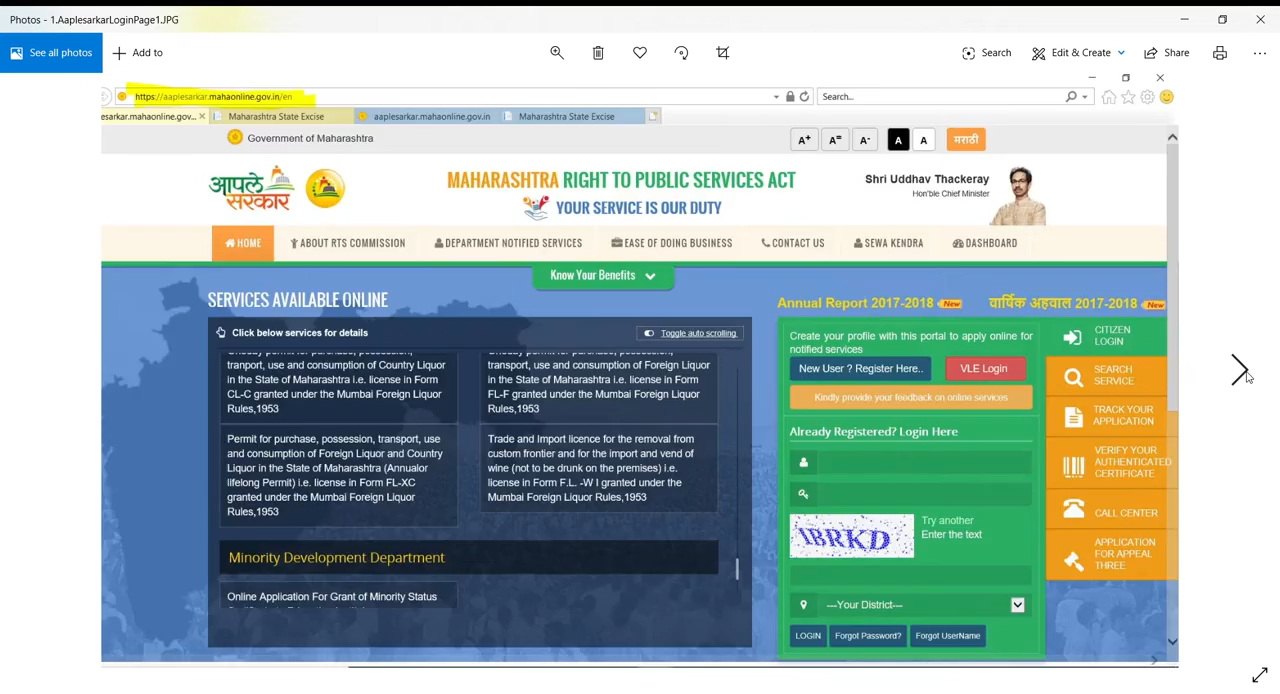 Photos - 1.AaplesarkarLoginPage1.JPG
See all photos
Add to
Search
Edit & Create
Share
https://aaplesarkar.mahaonline.gov.in/en
Search...
esarkar.mahaonline.gov...
Maharashtra State Excise
aaplesarkar.mahaonline.gov.in
Maharashtra State Excise
Government of Maharashtra
A+
A=
A-
A
A
मराठी
आपले सरकार
MAHARASHTRA RIGHT TO PUBLIC SERVICES ACT
YOUR SERVICE IS OUR DUTY
Shri Uddhav Thackeray
Hon'ble Chief Minister
HOME
ABOUT RTS COMMISSION
DEPARTMENT NOTIFIED SERVICES
EASE OF DOING BUSINESS
CONTACT US
SEWA KENDRA
DASHBOARD
Know Your Benefits
SERVICES AVAILABLE ONLINE
Annual Report 2017-2018 New
वार्षिक अहवाल 2017-2018 New
Click below services for details
Toggle auto scrolling
tranport, use and consumption of Country Liquor
in the State of Maharashtra i.e. license in Form
CL-C granted under the Mumbai Foreign Liquor
Rules,1953
tranport, use and consumption of Foreign Liquor
in the State of Maharashtra i.e. license in Form
FL-F granted under the Mumbai Foreign Liquor
Rules,1953
Permit for purchase, possession, transport, use
and consumption of Foreign Liquor and Country
Liquor in the State of Maharashtra (Annualor
lifelong Permit) i.e. license in Form FL-XC
granted under the Mumbai Foreign Liquor
Rules,1953
Trade and Import licence for the removal from
custom frontier and for the import and vend of
wine (not to be drunk on the premises) i.e.
license in Form F.L. -W I granted under the
Mumbai Foreign Liquor Rules,1953
Minority Development Department
Online Application For Grant of Minority Status
Create your profile with this portal to apply online for
notified services
New User ? Register Here..
VLE Login
Kindly provide your feedback on online services
Already Registered? Login Here
IBRKD
Try another
Enter the text
---Your District---
LOGIN
Forgot Password?
Forgot UserName
CITIZEN
LOGIN
SEARCH
SERVICE
TRACK YOUR
APPLICATION
VERIFY YOUR
AUTHENTICATED
CERTIFICATE
CALL CENTER
APPLICATION
FOR APPEAL
THREE